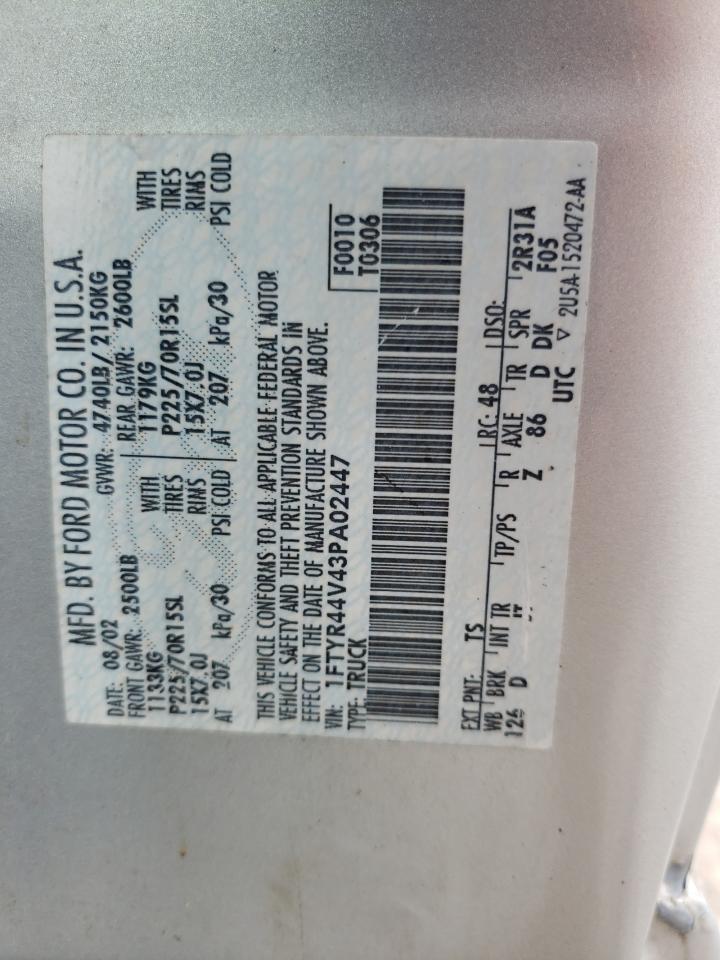 MFD. BY FORD MOTOR CO. IN U.S.A.
DATE: 08/02 GVWR: 4740LB/ 2150KG
FRONT GAWR: 2500LB REAR GAWR: 2600LB
1133KG WITH 1179KG WITH
P225/70R15SL TIRES P225/70R15SL TIRES
15X7.0J RIMS 15X7.0J RIMS
AT 207 kPa/30 PSI COLD AT 207 kPa/30 PSI COLD
THIS VEHICLE CONFORMS TO ALL APPLICABLE FEDERAL MOTOR
VEHICLE SAFETY AND THEFT PREVENTION STANDARDS IN
EFFECT ON THE DATE OF MANUFACTURE SHOWN ABOVE.
VIN: 1FTYR44V43PA02447 F0010
TYPE: TRUCK T0306
EXT PNT: TS RC: 48 DSO:
WB BRK INT TR TP/PS R AXLE TR SPR 2R31A
126 D Z 86 D DK F05
UTC ▽ 2U5A-1520472-AA